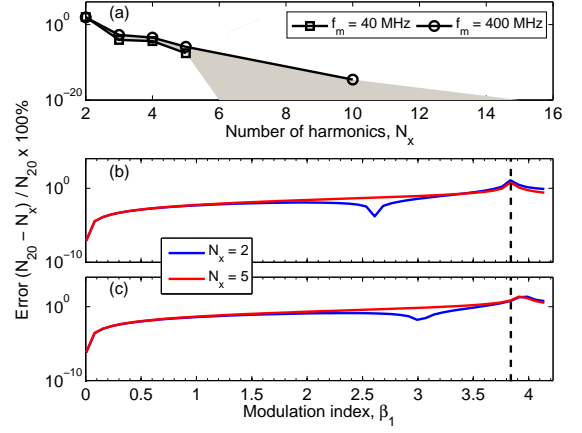 (a)
f_m = 40 MHz
f_m = 400 MHz
10^0
10^-20
2 4 6 8 10 12 14 16
Number of harmonics, N_x
Error (N_20 − N_x) / N_20 x 100%
(b)
10^0
10^-10
N_x = 2
N_x = 5
(c)
10^0
10^-10
0 0.5 1 1.5 2 2.5 3 3.5 4
Modulation index, β_1